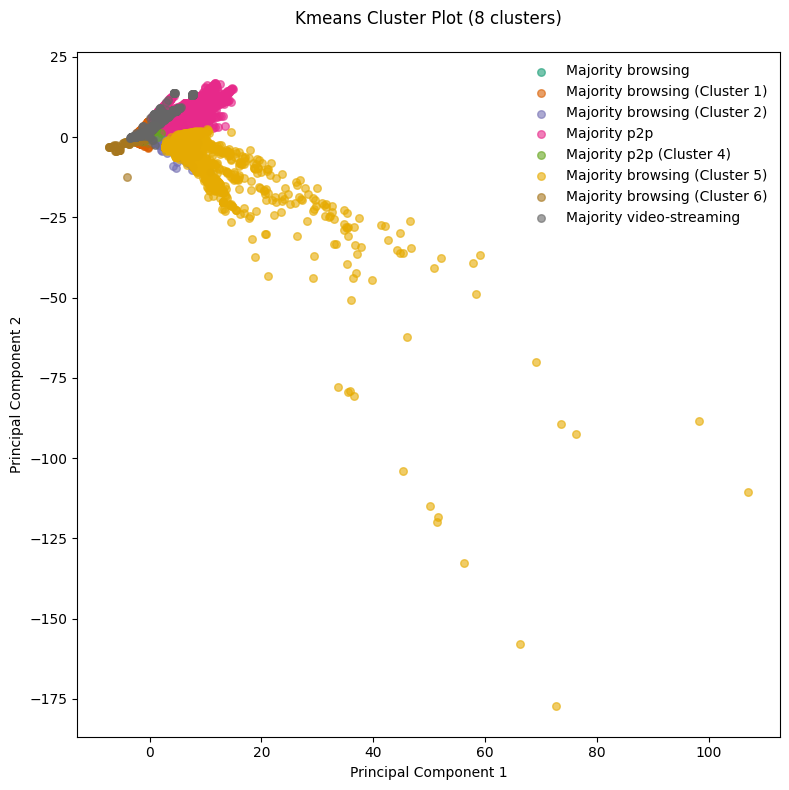 Kmeans Cluster Plot (8 clusters)
Majority browsing
Majority browsing (Cluster 1)
Majority browsing (Cluster 2)
Majority p2p
Majority p2p (Cluster 4)
Majority browsing (Cluster 5)
Majority browsing (Cluster 6)
Majority video-streaming
25
0
−25
−50
−75
−100
−125
−150
−175
Principal Component 2
0 20 40 60 80 100
Principal Component 1